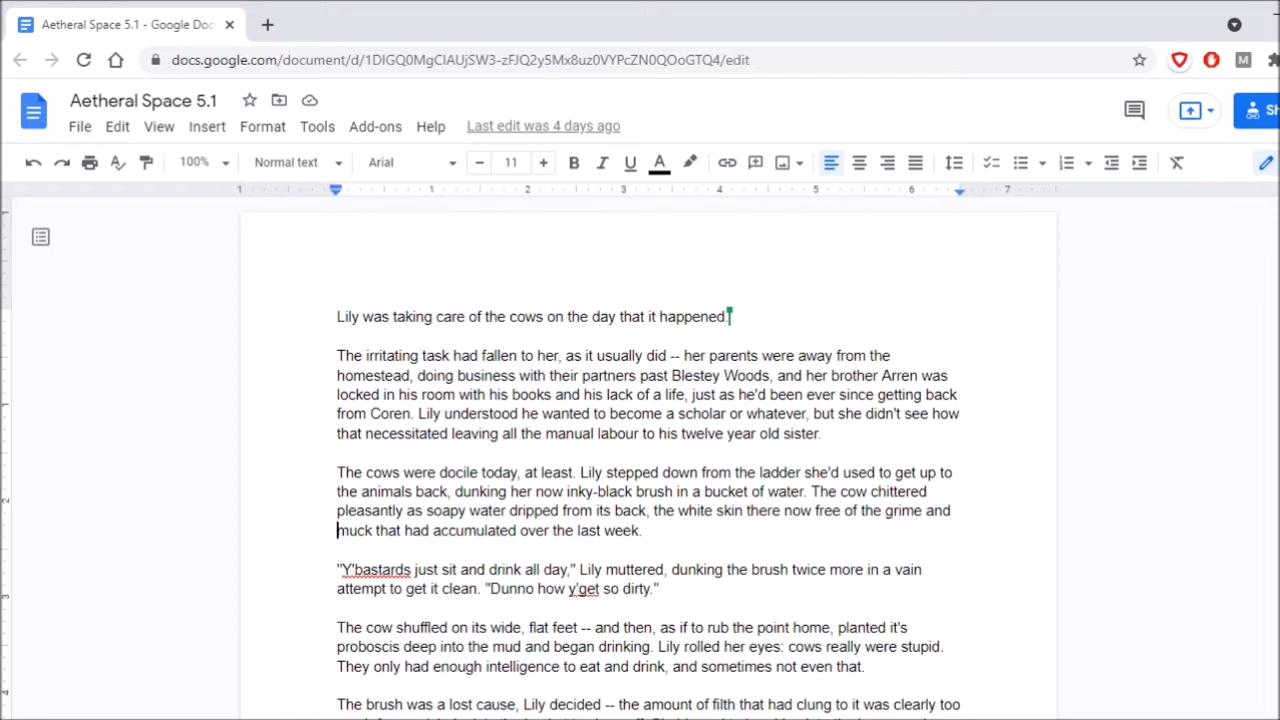 Aetheral Space 5.1 - Google Doc
docs.google.com/document/d/1DIGQ0MgCIAUjSW3-zFJQ2y5Mx8uz0VYPcZN0QOoGTQ4/edit
M
Aetheral Space 5.1
File Edit View Insert Format Tools Add-ons Help Last edit was 4 days ago
Sh
100% Normal text Arial 11 B I U A
1 1 2 3 4 5 6 7
Lily was taking care of the cows on the day that it happened.
The irritating task had fallen to her, as it usually did -- her parents were away from the
homestead, doing business with their partners past Blestey Woods, and her brother Arren was
locked in his room with his books and his lack of a life, just as he'd been ever since getting back
from Coren. Lily understood he wanted to become a scholar or whatever, but she didn't see how
that necessitated leaving all the manual labour to his twelve year old sister.
The cows were docile today, at least. Lily stepped down from the ladder she'd used to get up to
the animals back, dunking her now inky-black brush in a bucket of water. The cow chittered
pleasantly as soapy water dripped from its back, the white skin there now free of the grime and
muck that had accumulated over the last week.
"Y'bastards just sit and drink all day," Lily muttered, dunking the brush twice more in a vain
attempt to get it clean. "Dunno how y'get so dirty."
The cow shuffled on its wide, flat feet -- and then, as if to rub the point home, planted it's
proboscis deep into the mud and began drinking. Lily rolled her eyes: cows really were stupid.
They only had enough intelligence to eat and drink, and sometimes not even that.
The brush was a lost cause, Lily decided -- the amount of filth that had clung to it was clearly too